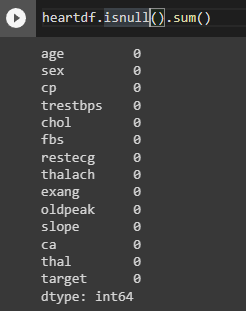 heartdf.isnull().sum()
age 0
sex 0
cp 0
trestbps 0
chol 0
fbs 0
restecg 0
thalach 0
exang 0
oldpeak 0
slope 0
ca 0
thal 0
target 0
dtype: int64